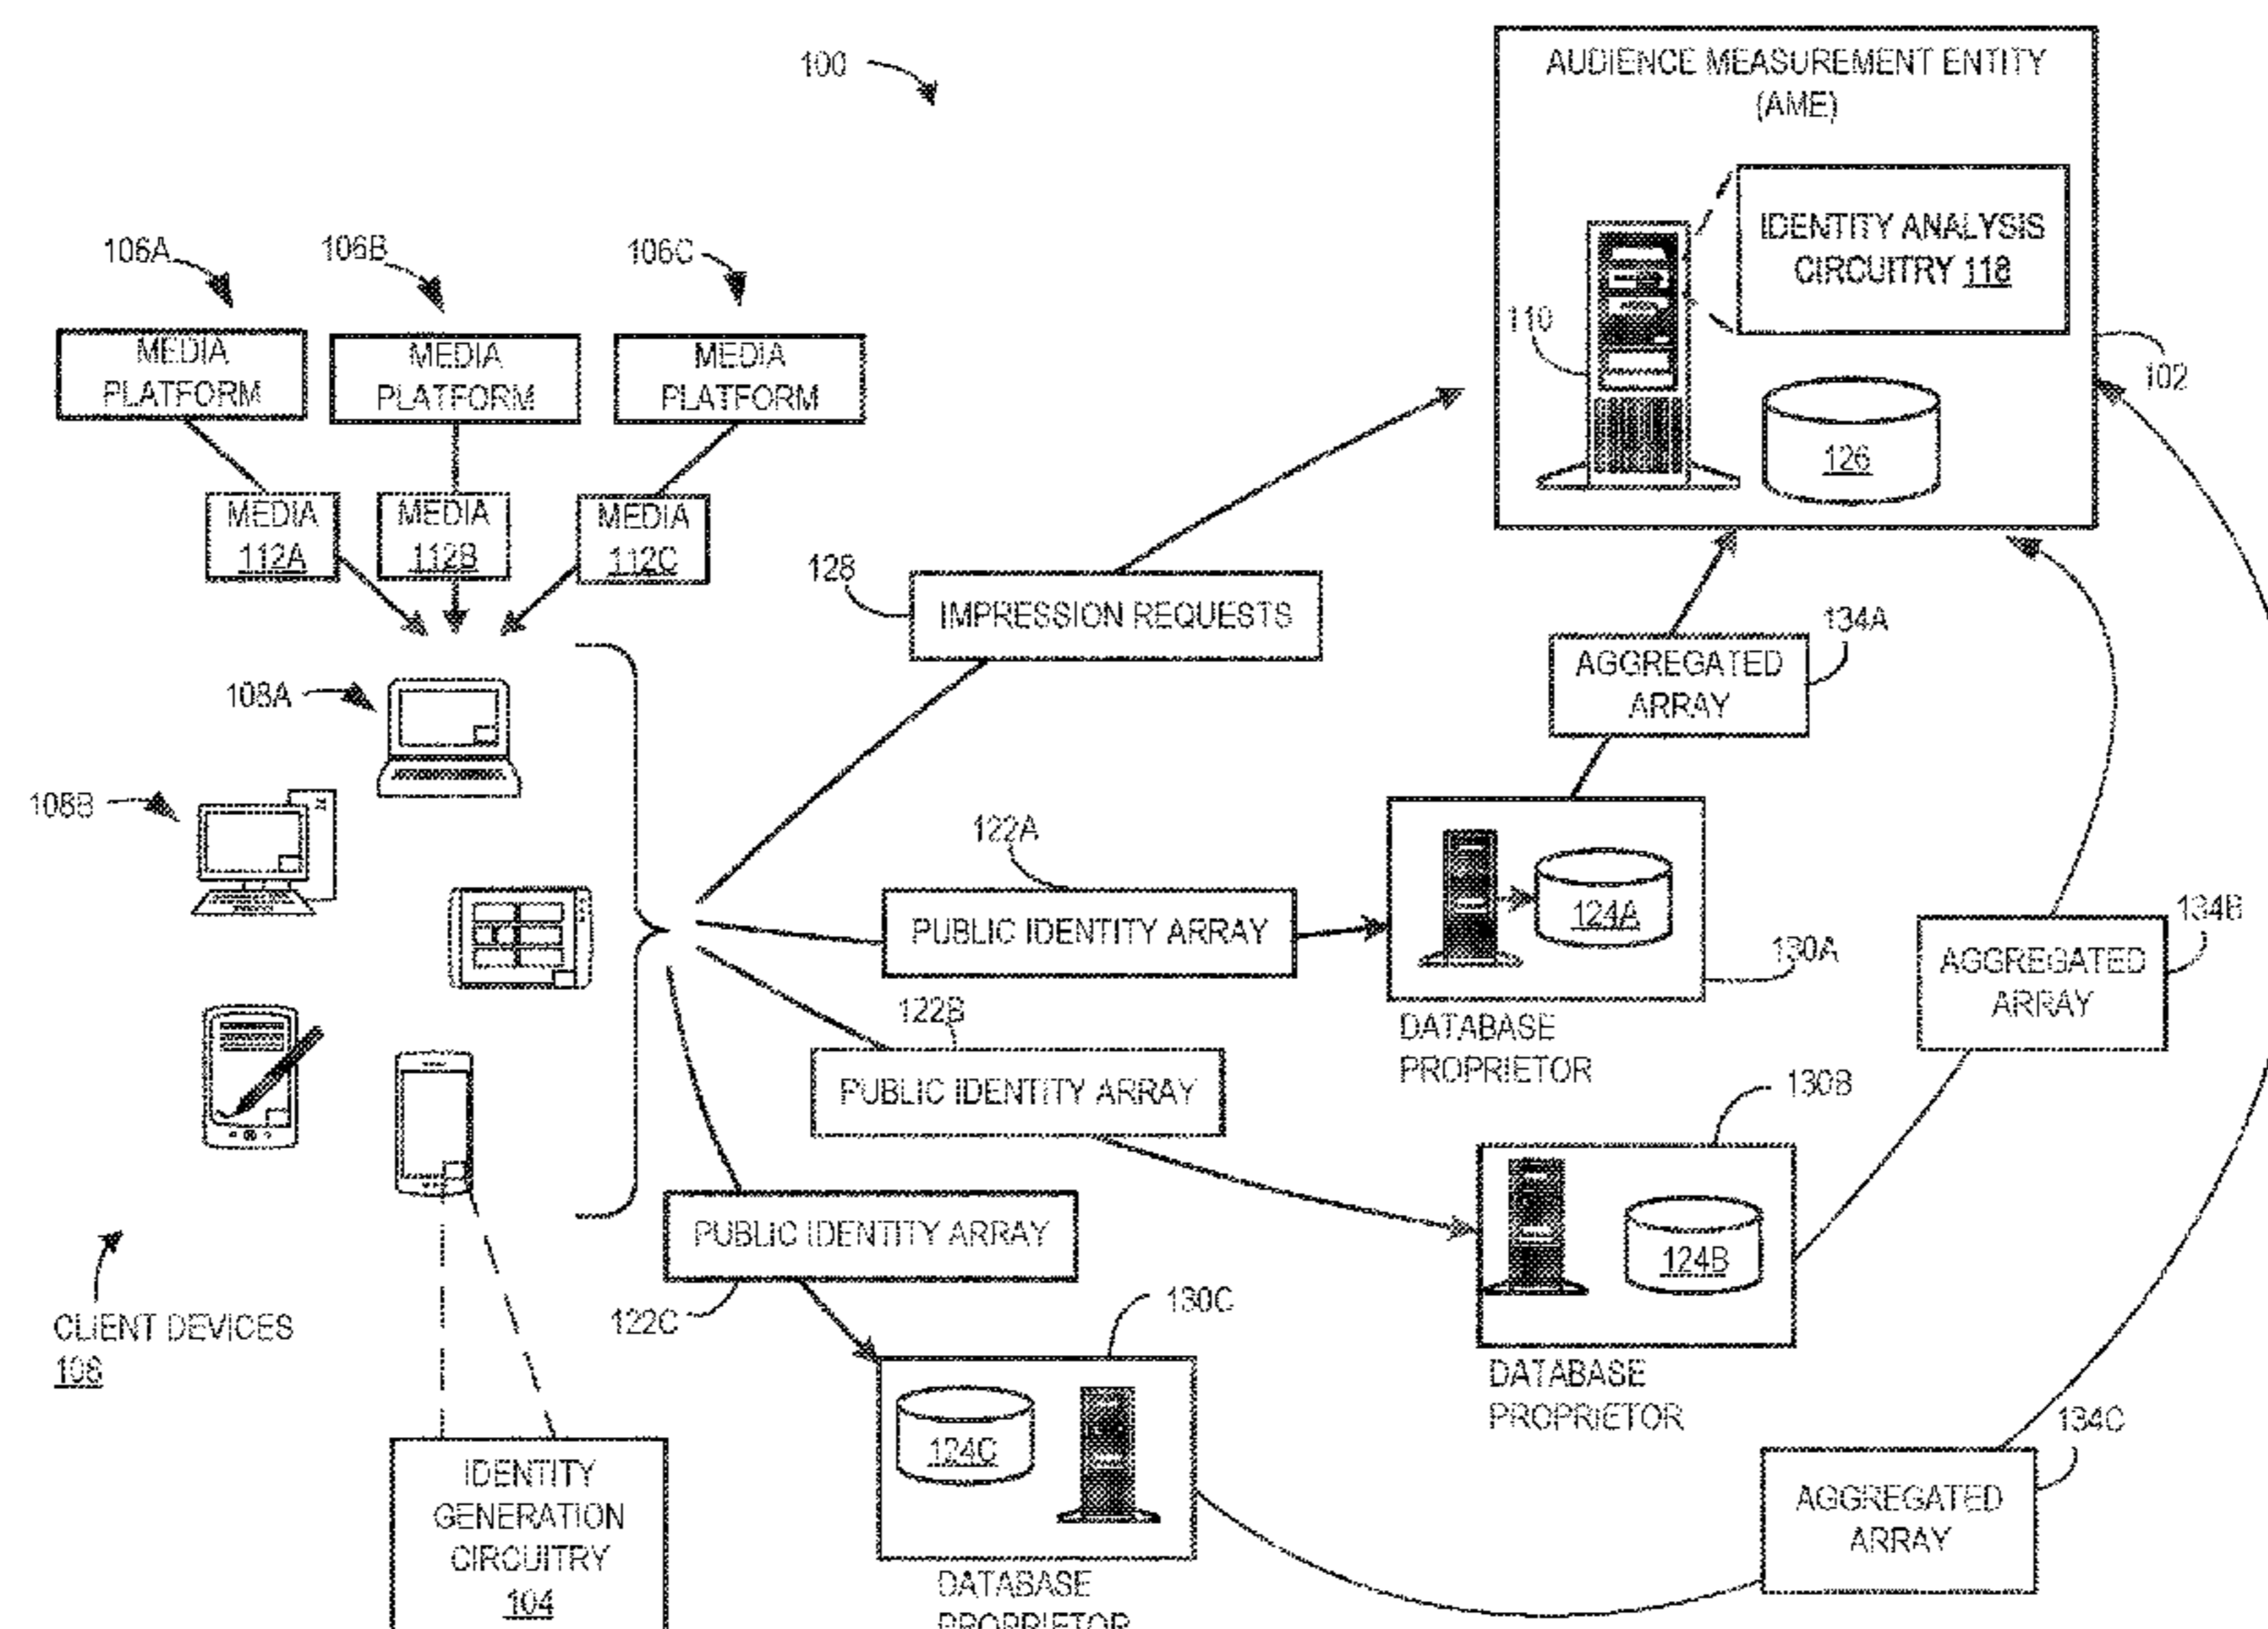 100
AUDIENCE MEASUREMENT ENTITY
(AME)
IDENTITY ANALYSIS
CIRCUITRY 118
110
102
126
106A
106B
106C
MEDIA
PLATFORM
MEDIA
PLATFORM
MEDIA
PLATFORM
MEDIA
112A
MEDIA
112B
MEDIA
112C
128
IMPRESSION REQUESTS
134A
AGGREGATED
ARRAY
108A
108B
122A
PUBLIC IDENTITY ARRAY
124A
130A
DATABASE
PROPRIETOR
134B
AGGREGATED
ARRAY
122B
PUBLIC IDENTITY ARRAY
130B
124B
DATABASE
PROPRIETOR
PUBLIC IDENTITY ARRAY
122C
130C
124C
DATABASE
PROPRIETOR
CLIENT DEVICES
108
134C
AGGREGATED
ARRAY
IDENTITY
GENERATION
CIRCUITRY
104